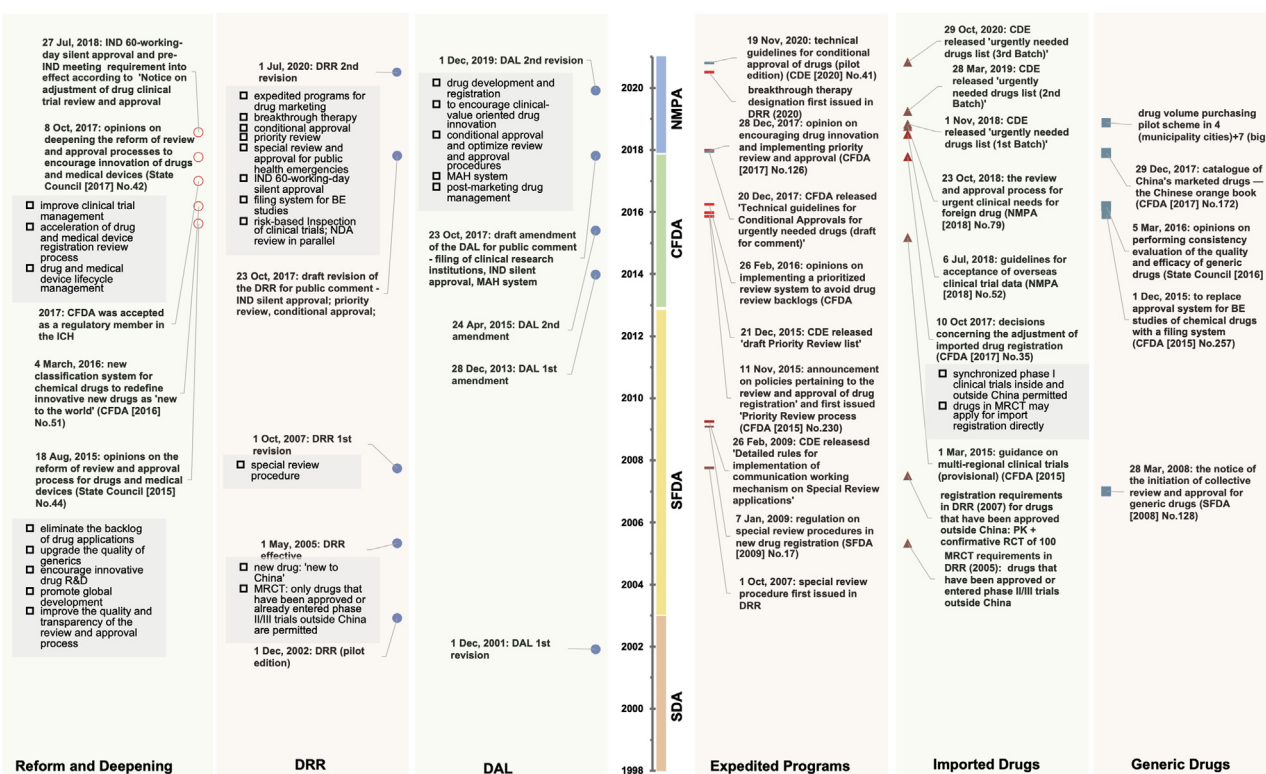 27 Jul, 2018: IND 60-working-
day silent approval and pre-
IND meeting requirement into
effect according to 'Notice on
adjustment of drug clinical
trial review and approval
8 Oct, 2017: opinions on
deepening the reform of review
and approval processes to
encourage innovation of drugs
and medical devices (State
Council [2017] No.42)
improve clinical trial
management
acceleration of drug
and medical device
registration review
process
drug and medical
device lifecycle
management
2017: CFDA was accepted
as a regulatory member in
the ICH
4 March, 2016: new
classification system for
chemical drugs to redefine
innovative new drugs as 'new
to the world' (CFDA [2016]
No.51)
18 Aug, 2015: opinions on the
reform of review and approval
process for drugs and medical
devices (State Council [2015]
No.44)
eliminate the backlog
of drug applications
upgrade the quality of
generics
encourage innovative
drug R&D
promote global
development
improve the quality and
transparency of the
review and approval
process
Reform and Deepening
1 Jul, 2020: DRR 2nd
revision
expedited programs for
drug marketing
breakthrough therapy
conditional approval
priority review
special review and
approval for public
health emergencies
IND 60-working-day
silent approval
filing system for BE
studies
risk-based Inspection
of clinical trials; NDA
review in parallel
23 Oct, 2017: draft revision of
the DRR for public comment -
IND silent approval; priority
review, conditional approval;
1 Oct, 2007: DRR 1st
revision
special review
procedure
1 May, 2005: DRR
effective
new drug: 'new to
China'
MRCT: only drugs that
have been approved or
already entered phase
II/III trials outside China
are permitted
1 Dec, 2002: DRR (pilot
edition)
DRR
1 Dec, 2019: DAL 2nd revision
drug development and
registration
to encourage clinical-
value oriented drug
innovation
conditional approval
and optimize review
and approval
procedures
MAH system
post-marketing drug
management
23 Oct, 2017: draft amendment
of the DAL for public comment
- filing of clinical research
institutions, IND silent
approval, MAH system
24 Apr, 2015: DAL 2nd
amendment
28 Dec, 2013: DAL 1st
amendment
1 Dec, 2001: DAL 1st
revision
DAL
2020
2018
2016
2014
2012
2010
2008
2006
2004
2002
2000
1998
NMPA
CFDA
SFDA
SDA
19 Nov, 2020: technical
guidelines for conditional
approval of drugs (pilot
edition) (CDE [2020] No.41)
breakthrough therapy
designation first issued in
DRR (2020)
28 Dec, 2017: opinion on
encouraging drug innovation
and implementing priority
review and approval (CFDA
[2017] No.126)
20 Dec, 2017: CFDA released
'Technical guidelines for
Conditional Approvals for
urgently needed drugs (draft
for comment)'
26 Feb, 2016: opinions on
implementing a prioritized
review system to avoid drug
review backlogs (CFDA
21 Dec, 2015: CDE released
'draft Priority Review list'
11 Nov, 2015: announcement
on policies pertaining to the
review and approval of drug
registration' and first issued
'Priority Review process
(CFDA [2015] No.230)
26 Feb, 2009: CDE releasesd
'Detailed rules for
implementation of
communication working
mechanism on Special Review
applications'
7 Jan, 2009: regulation on
special review procedures in
new drug registration (SFDA
[2009] No.17)
1 Oct, 2007: special review
procedure first issued in
DRR
Expedited Programs
29 Oct, 2020: CDE
released 'urgently needed
drugs list (3rd Batch)'
28 Mar, 2019: CDE
released 'urgently
needed drugs list (2nd
Batch)'
1 Nov, 2018: CDE
released 'urgently needed
drugs list (1st Batch)'
23 Oct, 2018: the review
and approval process for
urgent clinical needs for
foreign drug (NMPA
[2018] No.79)
6 Jul, 2018: guidelines for
acceptance of overseas
clinical trial data (NMPA
[2018] No.52)
10 Oct 2017: decisions
concerning the adjustment of
imported drug registration
(CFDA [2017] No.35)
synchronized phase I
clinical trials inside and
outside China permitted
drugs in MRCT may
apply for import
registration directly
1 Mar, 2015: guidance on
multi-regional clinical trials
(provisional) (CFDA [2015]
registration requirements
in DRR (2007) for drugs
that have been approved
outside China: PK +
confirmative RCT of 100
MRCT requirements in
DRR (2005): drugs that
have been approved or
entered phase II/III trials
outside China
Imported Drugs
drug volume purchasing
pilot scheme in 4
(municipality cities)+7 (big
29 Dec, 2017: catalogue of
China's marketed drugs —
the Chinese orange book
(CFDA [2017] No.172)
5 Mar, 2016: opinions on
performing consistency
evaluation of the quality
and efficacy of generic
drugs (State Council [2016]
1 Dec, 2015: to replace
approval system for BE
studies of chemical drugs
with a filing system
(CFDA [2015] No.257)
28 Mar, 2008: the notice of
the initiation of collective
review and approval for
generic drugs (SFDA
[2008] No.128)
Generic Drugs